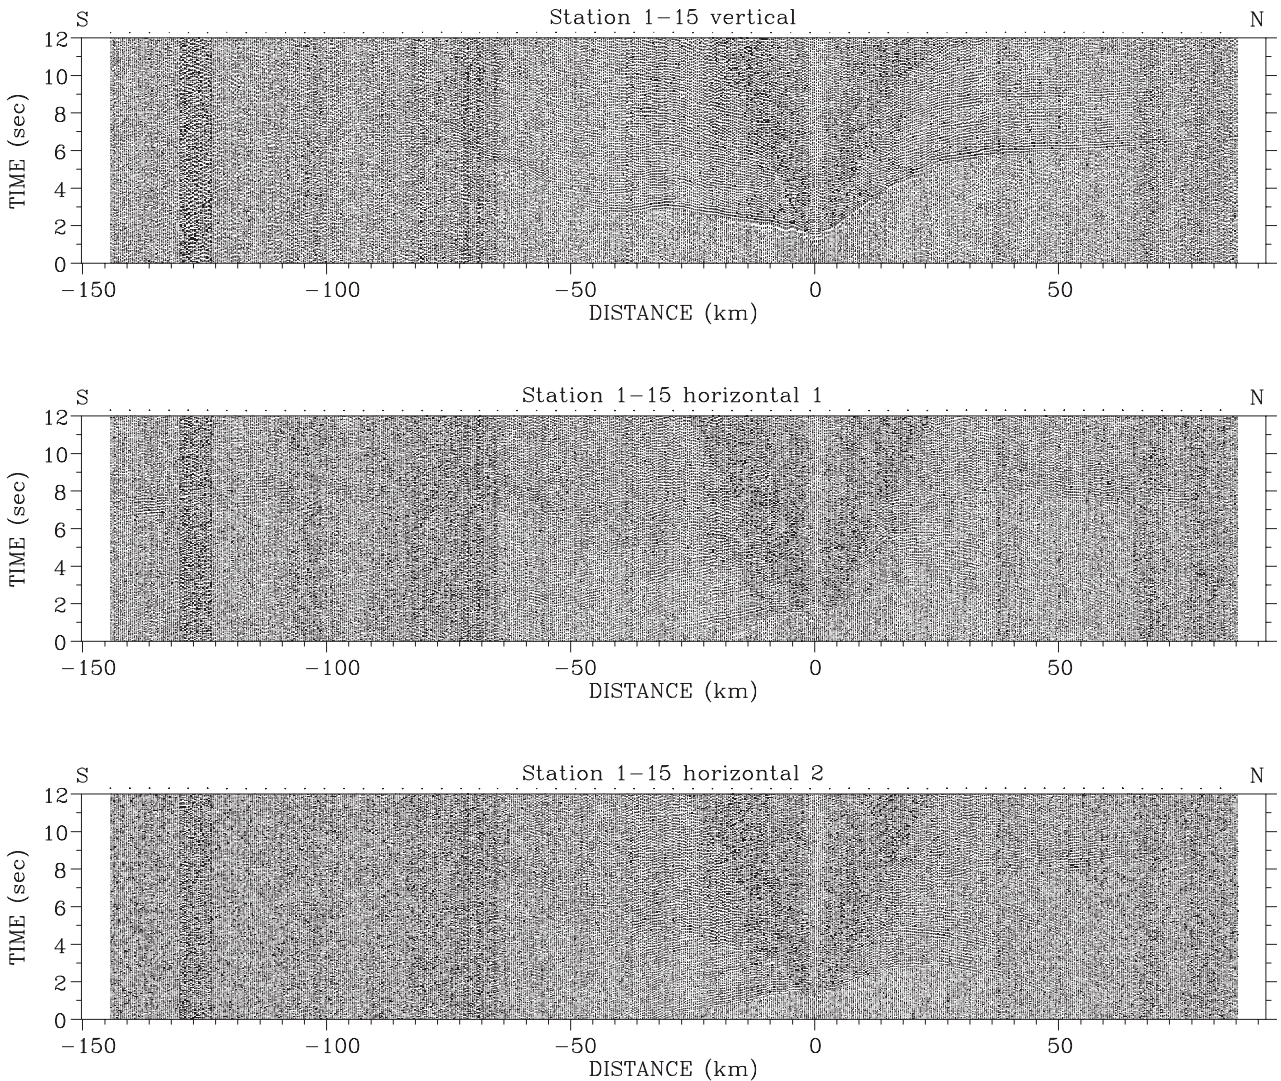 Station 1-15 vertical
S N
12
10
8
6
4
2
0
TIME (sec)
-150 -100 -50 0 50
DISTANCE (km)
Station 1-15 horizontal 1
S N
12
10
8
6
4
2
0
TIME (sec)
-150 -100 -50 0 50
DISTANCE (km)
Station 1-15 horizontal 2
S N
12
10
8
6
4
2
0
TIME (sec)
-150 -100 -50 0 50
DISTANCE (km)